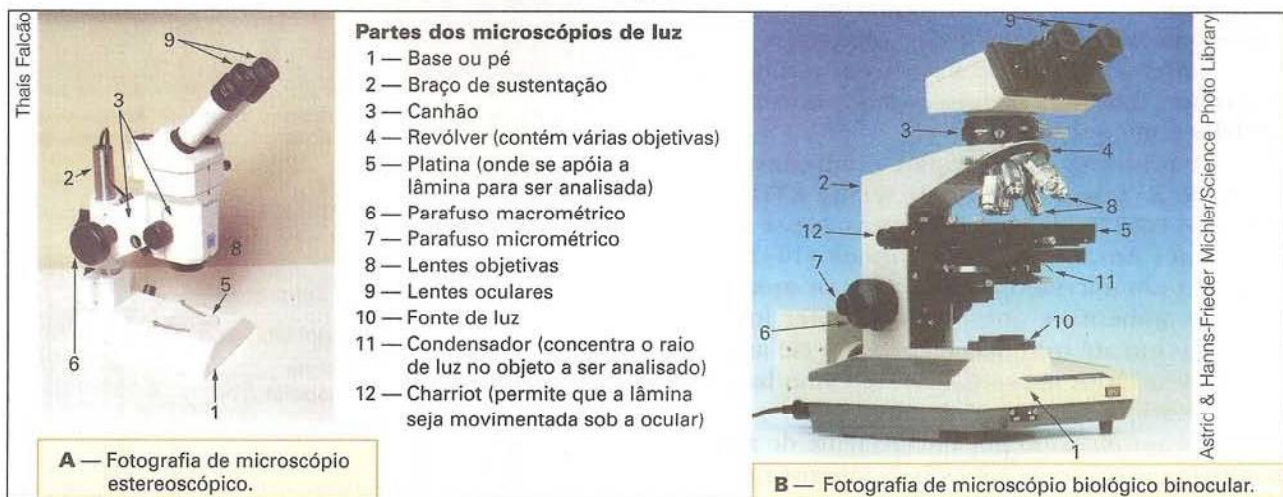 Thaís Falcão
9
3
2
8
5
6
1
A — Fotografia de microscópio
estereoscópico.
Partes dos microscópios de luz
1 — Base ou pé
2 — Braço de sustentação
3 — Canhão
4 — Revólver (contém várias objetivas)
5 — Platina (onde se apóia a
lâmina para ser analisada)
6 — Parafuso macrométrico
7 — Parafuso micrométrico
8 — Lentes objetivas
9 — Lentes oculares
10 — Fonte de luz
11 — Condensador (concentra o raio
de luz no objeto a ser analisado)
12 — Charriot (permite que a lâmina
seja movimentada sob a ocular)
9
3
4
2
8
12
5
11
7
6
10
1
B — Fotografia de microscópio biológico binocular.
Astric & Hanns-Frieder Michler/Science Photo Library